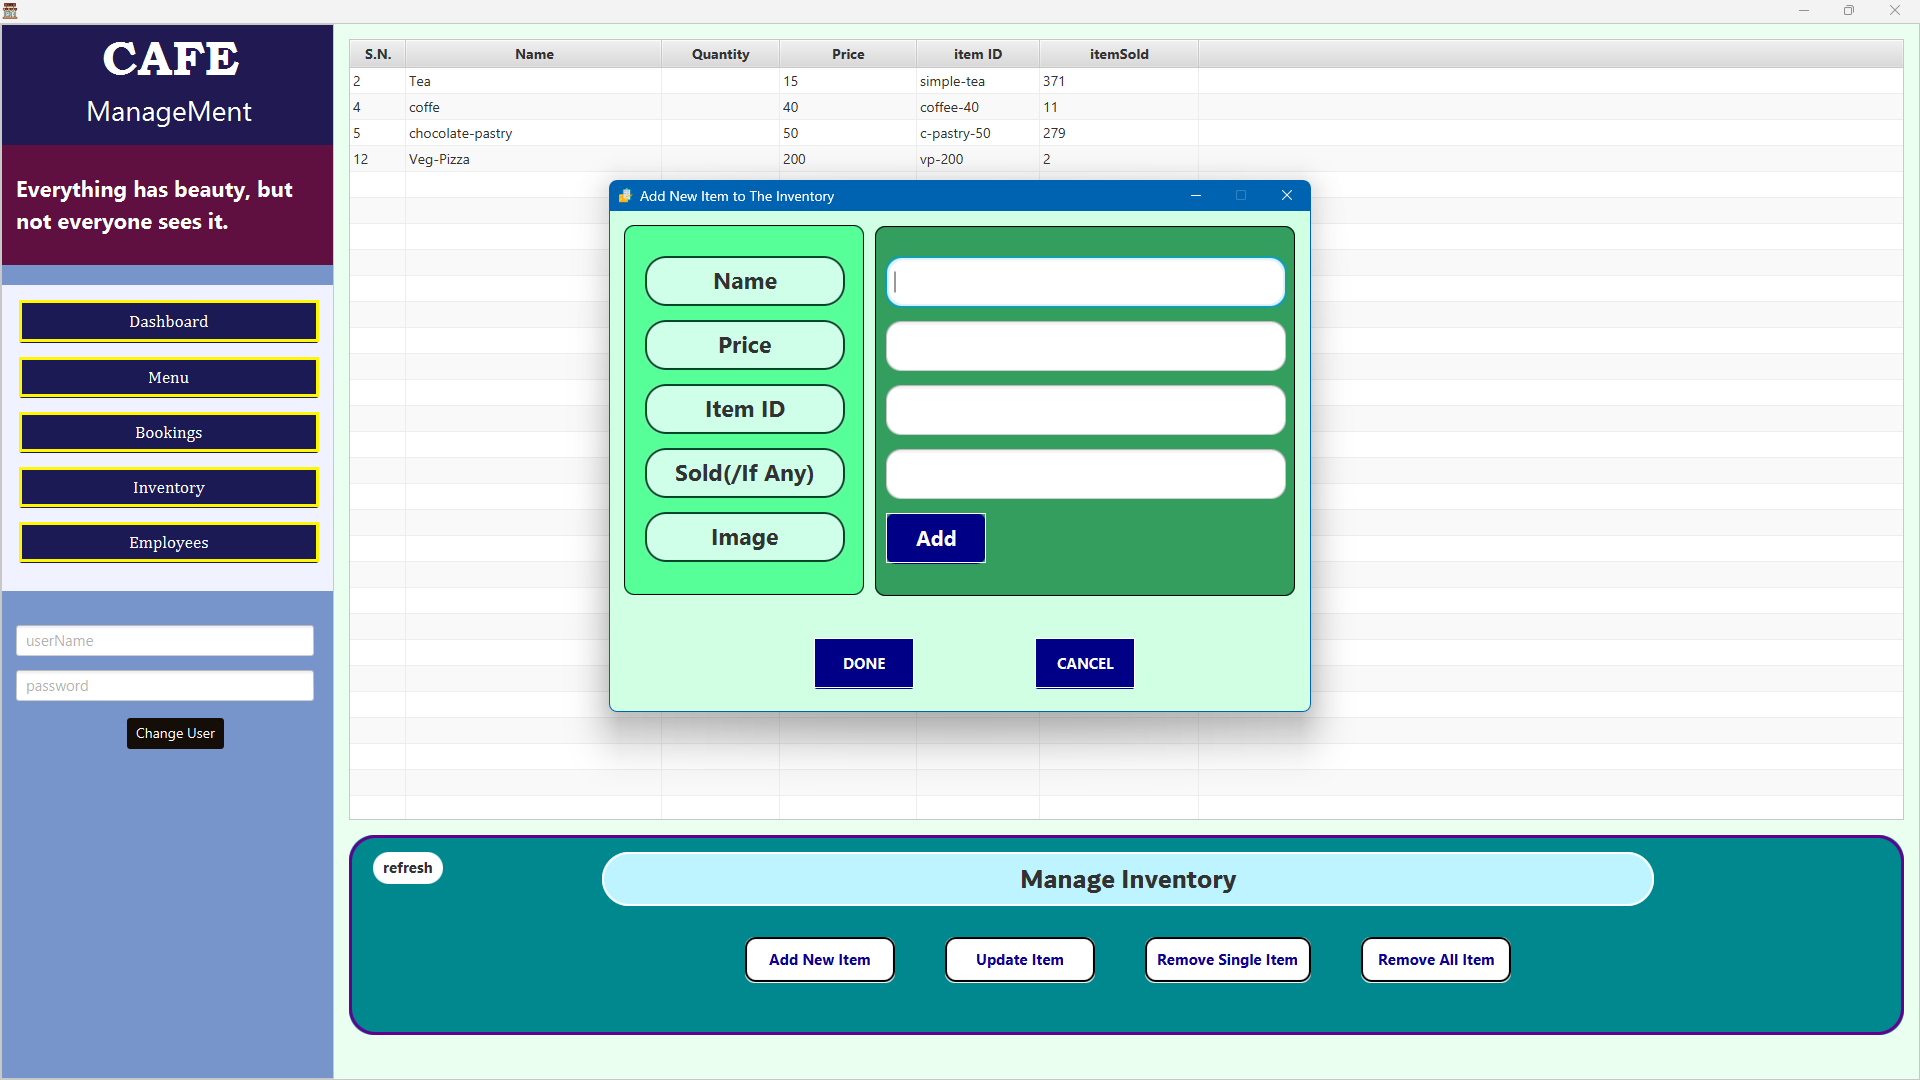 CAFE
ManageMent
Everything has beauty, but
not everyone sees it.
Dashboard
Menu
Bookings
Inventory
Employees
userName
password
Change User
S.N. Name Quantity Price item ID itemSold
2 Tea 15 simple-tea 371
4 coffe 40 coffee-40 11
5 chocolate-pastry 50 c-pastry-50 279
12 Veg-Pizza 200 vp-200 2
Add New Item to The Inventory
Name
Price
Item ID
Sold(/If Any)
Image
Add
DONE CANCEL
refresh
Manage Inventory
Add New Item Update Item Remove Single Item Remove All Item